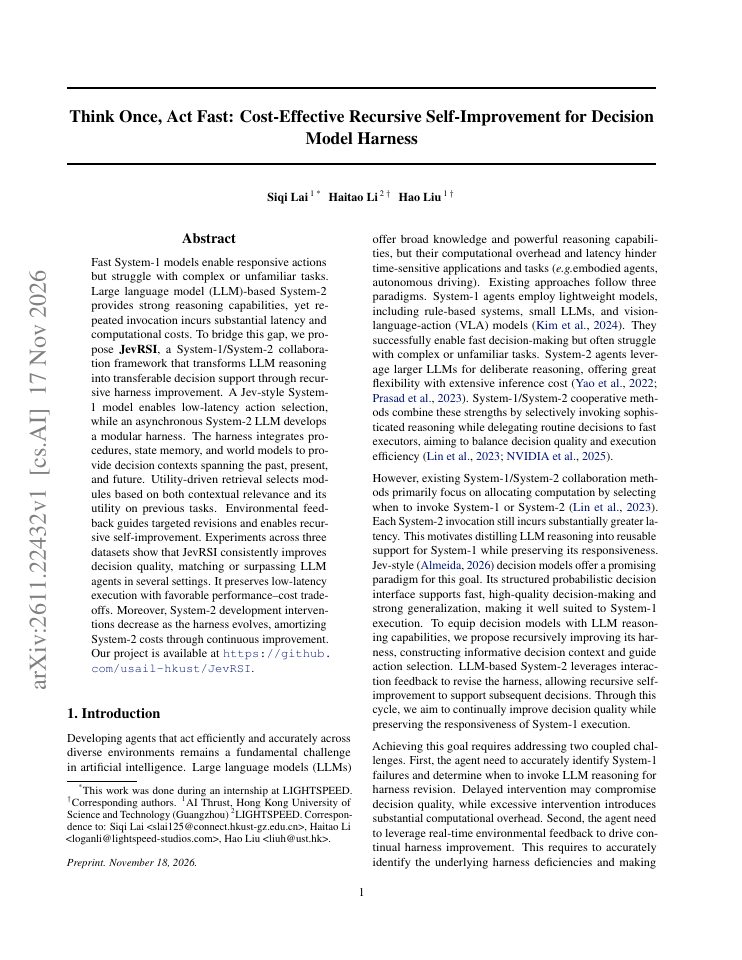 Think Once, Act Fast: Cost-Effective Recursive Self-Improvement for Decision
Model Harness
Siqi Lai 1 * Haitao Li 2 † Hao Liu 1 †
Abstract
Fast System-1 models enable responsive actions
but struggle with complex or unfamiliar tasks.
Large language model (LLM)-based System-2
provides strong reasoning capabilities, yet re-
peated invocation incurs substantial latency and
computational costs. To bridge this gap, we pro-
pose JevRSI, a System-1/System-2 collabora-
tion framework that transforms LLM reasoning
into transferable decision support through recur-
sive harness improvement. A Jev-style System-
1 model enables low-latency action selection,
while an asynchronous System-2 LLM develops
a modular harness. The harness integrates pro-
cedures, state memory, and world models to pro-
vide decision contexts spanning the past, present,
and future. Utility-driven retrieval selects mod-
ules based on both contextual relevance and its
utility on previous tasks. Environmental feed-
back guides targeted revisions and enables recur-
sive self-improvement. Experiments across three
datasets show that JevRSI consistently improves
decision quality, matching or surpassing LLM
agents in several settings. It preserves low-latency
execution with favorable performance–cost trade-
offs. Moreover, System-2 development interven-
tions decrease as the harness evolves, amortizing
System-2 costs through continuous improvement.
Our project is available at https://github.
com/usail-hkust/JevRSI.
1. Introduction
Developing agents that act efficiently and accurately across
diverse environments remains a fundamental challenge
in artificial intelligence. Large language models (LLMs)
*This work was done during an internship at LIGHTSPEED.
†Corresponding authors. 1AI Thrust, Hong Kong University of
Science and Technology (Guangzhou) 2LIGHTSPEED. Correspon-
dence to: Siqi Lai <slai125@connect.hkust-gz.edu.cn>, Haitao Li
<loganli@lightspeed-studios.com>, Hao Liu <liuh@ust.hk>.
Preprint. November 18, 2026.
offer broad knowledge and powerful reasoning capabili-
ties, but their computational overhead and latency hinder
time-sensitive applications and tasks (e.g.embodied agents,
autonomous driving). Existing approaches follow three
paradigms. System-1 agents employ lightweight models,
including rule-based systems, small LLMs, and vision-
language-action (VLA) models (Kim et al., 2024). They
successfully enable fast decision-making but often struggle
with complex or unfamiliar tasks. System-2 agents lever-
age larger LLMs for deliberate reasoning, offering great
flexibility with extensive inference cost (Yao et al., 2022;
Prasad et al., 2023). System-1/System-2 cooperative meth-
ods combine these strengths by selectively invoking sophis-
ticated reasoning while delegating routine decisions to fast
executors, aiming to balance decision quality and execution
efficiency (Lin et al., 2023; NVIDIA et al., 2025).
However, existing System-1/System-2 collaboration meth-
ods primarily focus on allocating computation by selecting
when to invoke System-1 or System-2 (Lin et al., 2023).
Each System-2 invocation still incurs substantially greater la-
tency. This motivates distilling LLM reasoning into reusable
support for System-1 while preserving its responsiveness.
Jev-style (Almeida, 2026) decision models offer a promising
paradigm for this goal. Its structured probabilistic decision
interface supports fast, high-quality decision-making and
strong generalization, making it well suited to System-1
execution. To equip decision models with LLM reason-
ing capabilities, we propose recursively improving its har-
ness, constructing informative decision context and guide
action selection. LLM-based System-2 leverages interac-
tion feedback to revise the harness, allowing recursive self-
improvement to support subsequent decisions. Through this
cycle, we aim to continually improve decision quality while
preserving the responsiveness of System-1 execution.
Achieving this goal requires addressing two coupled chal-
lenges. First, the agent need to accurately identify System-1
failures and determine when to invoke LLM reasoning for
harness revision. Delayed intervention may compromise
decision quality, while excessive intervention introduces
substantial computational overhead. Second, the agent need
to leverage real-time environmental feedback to drive con-
tinual harness improvement. This requires to accurately
identify the underlying harness deficiencies and making
1
arXiv:2611.22432v1 [cs.AI] 17 Nov 2026